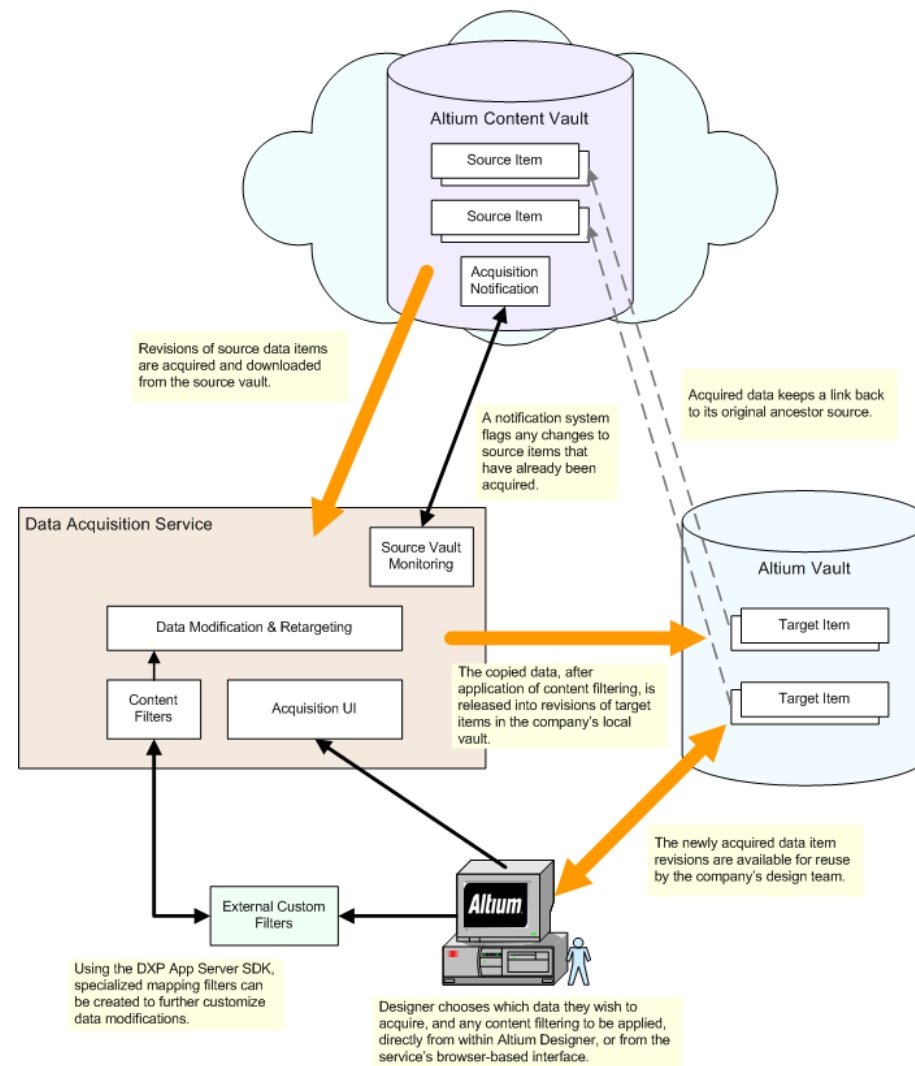 Altium Content Vault
Source Item
Source Item
Acquisition
Notification
Revisions of source data items
are acquired and downloaded
from the source vault.
A notification system
flags any changes to
source items that
have already been
acquired.
Acquired data keeps a link back
to its original ancestor source.
Data Acquisition Service
Source Vault
Monitoring
Data Modification & Retargeting
Content
Filters
Acquisition UI
Altium Vault
Target Item
Target Item
The copied data, after
application of content filtering, is
released into revisions of target
items in the company's local
vault.
The newly acquired data item
revisions are available for reuse
by the company's design team.
External Custom
Filters
Altium
Using the DXP App Server SDK,
specialized mapping filters can
be created to further customize
data modifications.
Designer chooses which data they wish to
acquire, and any content filtering to be applied,
directly from within Altium Designer, or from the
service's browser-based interface.